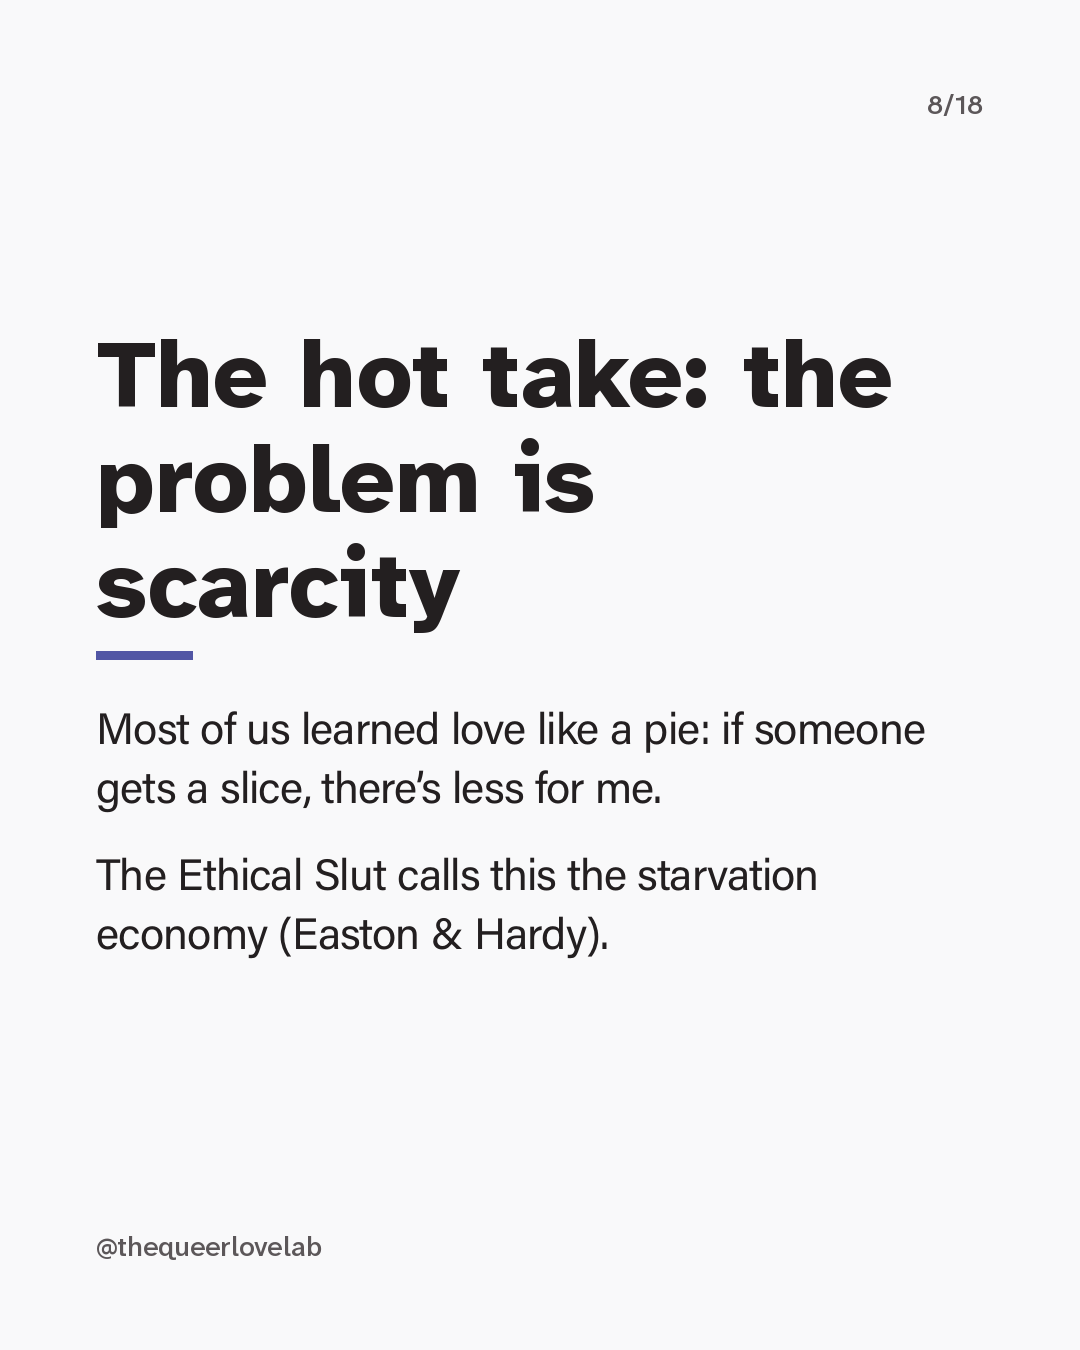 8/18
The hot take: the
problem is
scarcity
Most of us learned love like a pie: if someone
gets a slice, there’s less for me.
The Ethical Slut calls this the starvation
economy (Easton & Hardy).
@thequeerlovelab